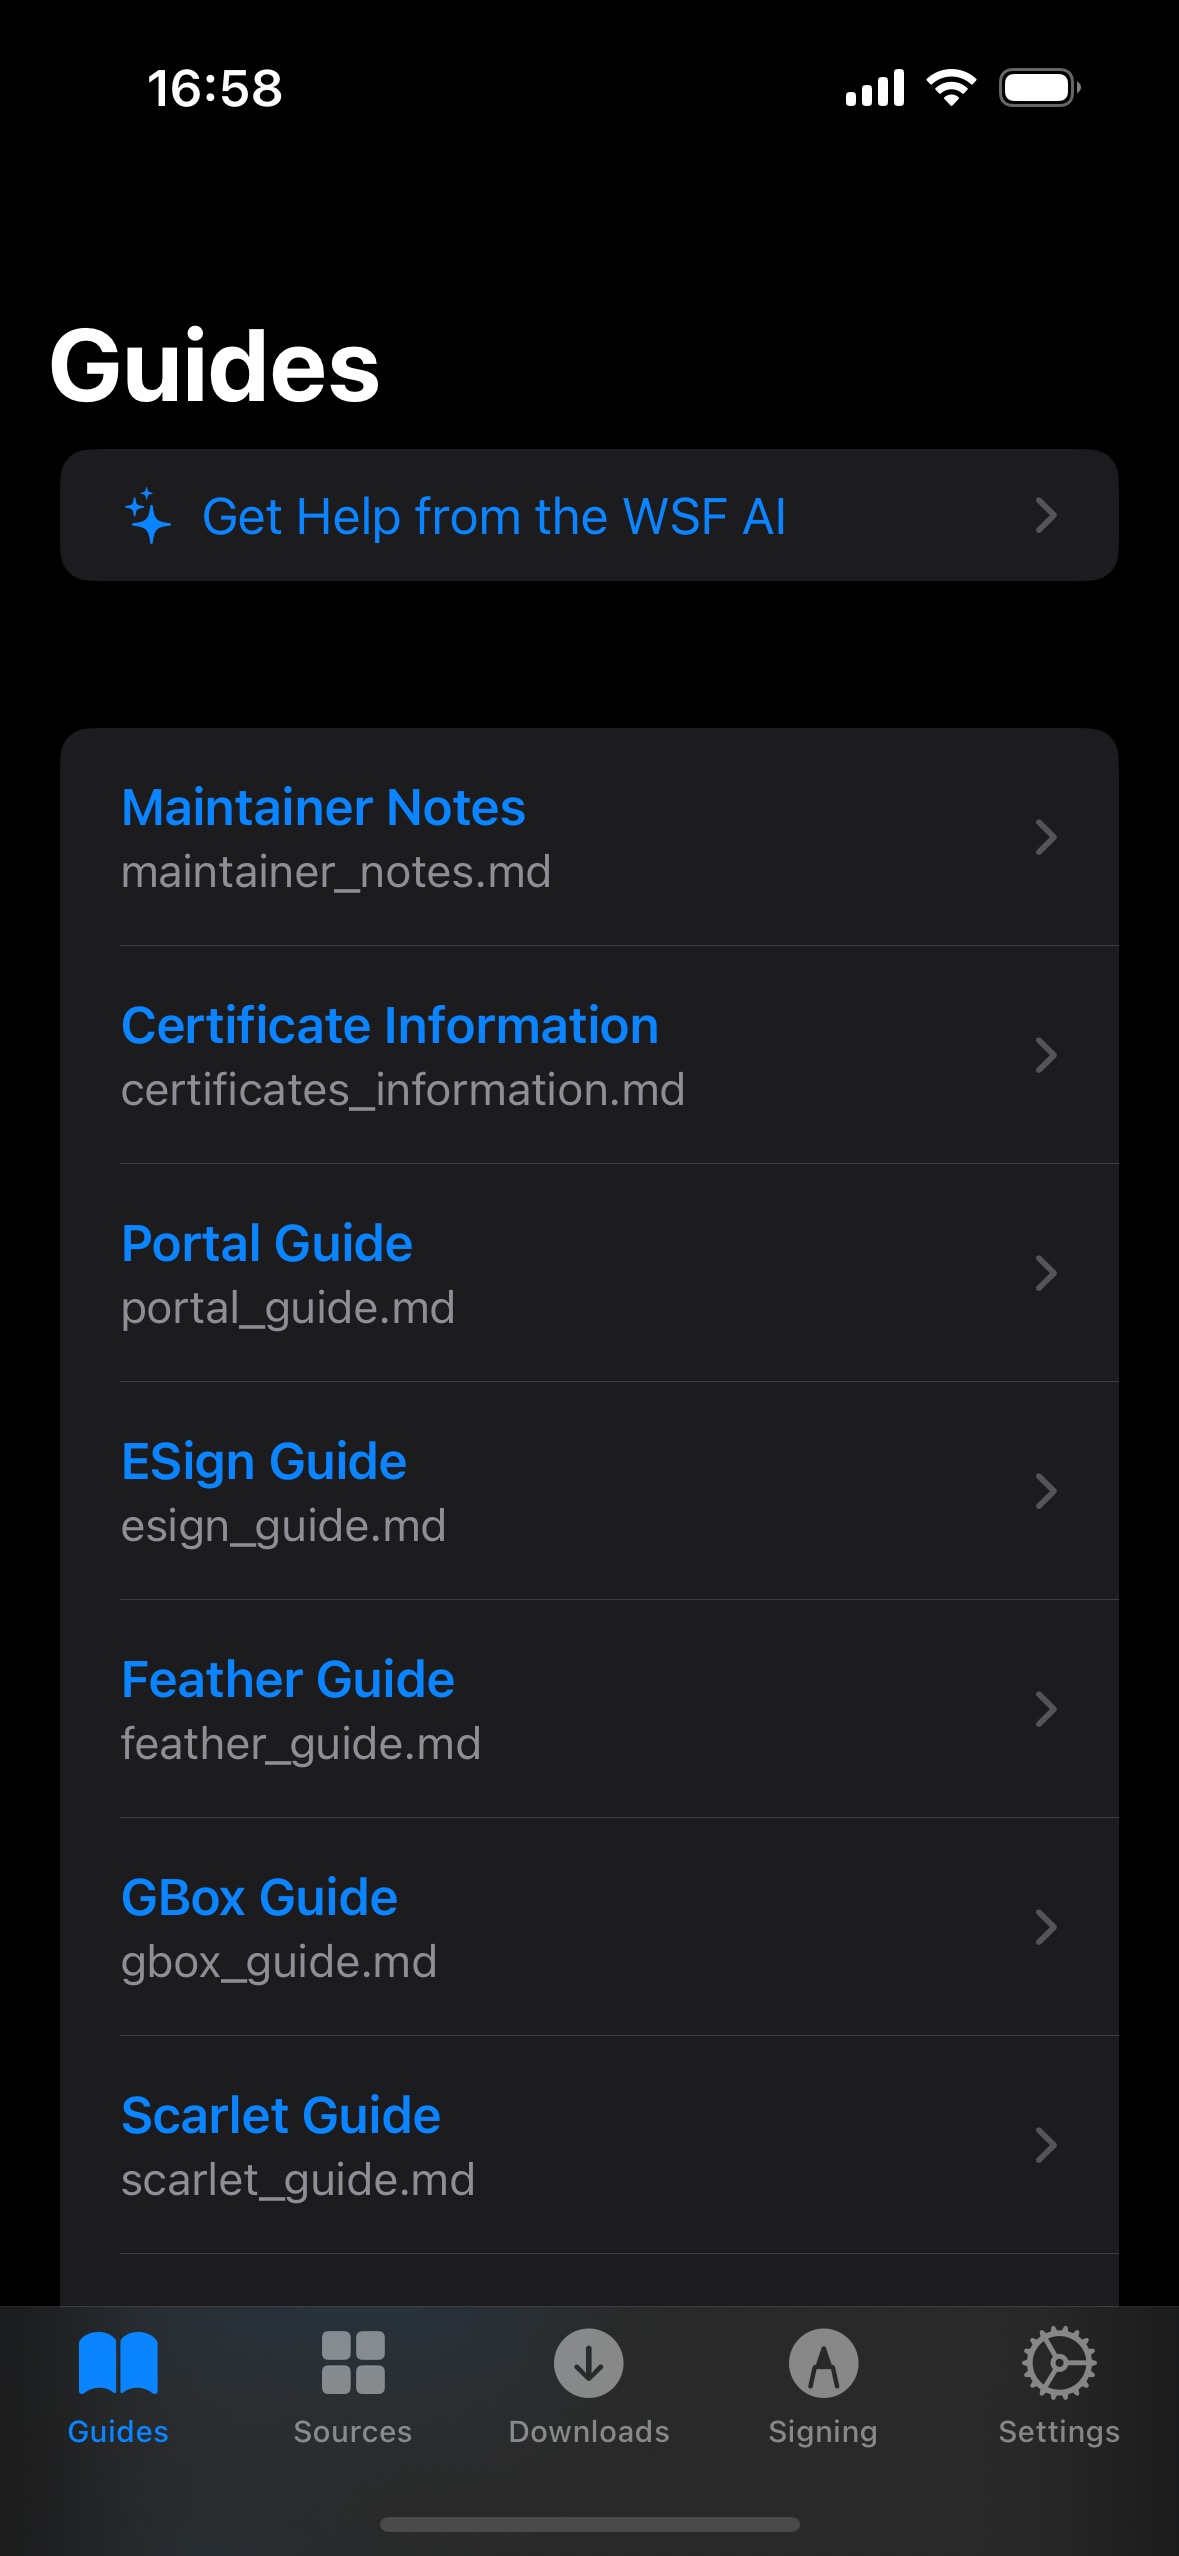 16:58
Guides
Get Help from the WSF AI
Maintainer Notes
maintainer_notes.md
Certificate Information
certificates_information.md
Portal Guide
portal_guide.md
ESign Guide
esign_guide.md
Feather Guide
feather_guide.md
GBox Guide
gbox_guide.md
Scarlet Guide
scarlet_guide.md
Guides
Sources
Downloads
Signing
Settings